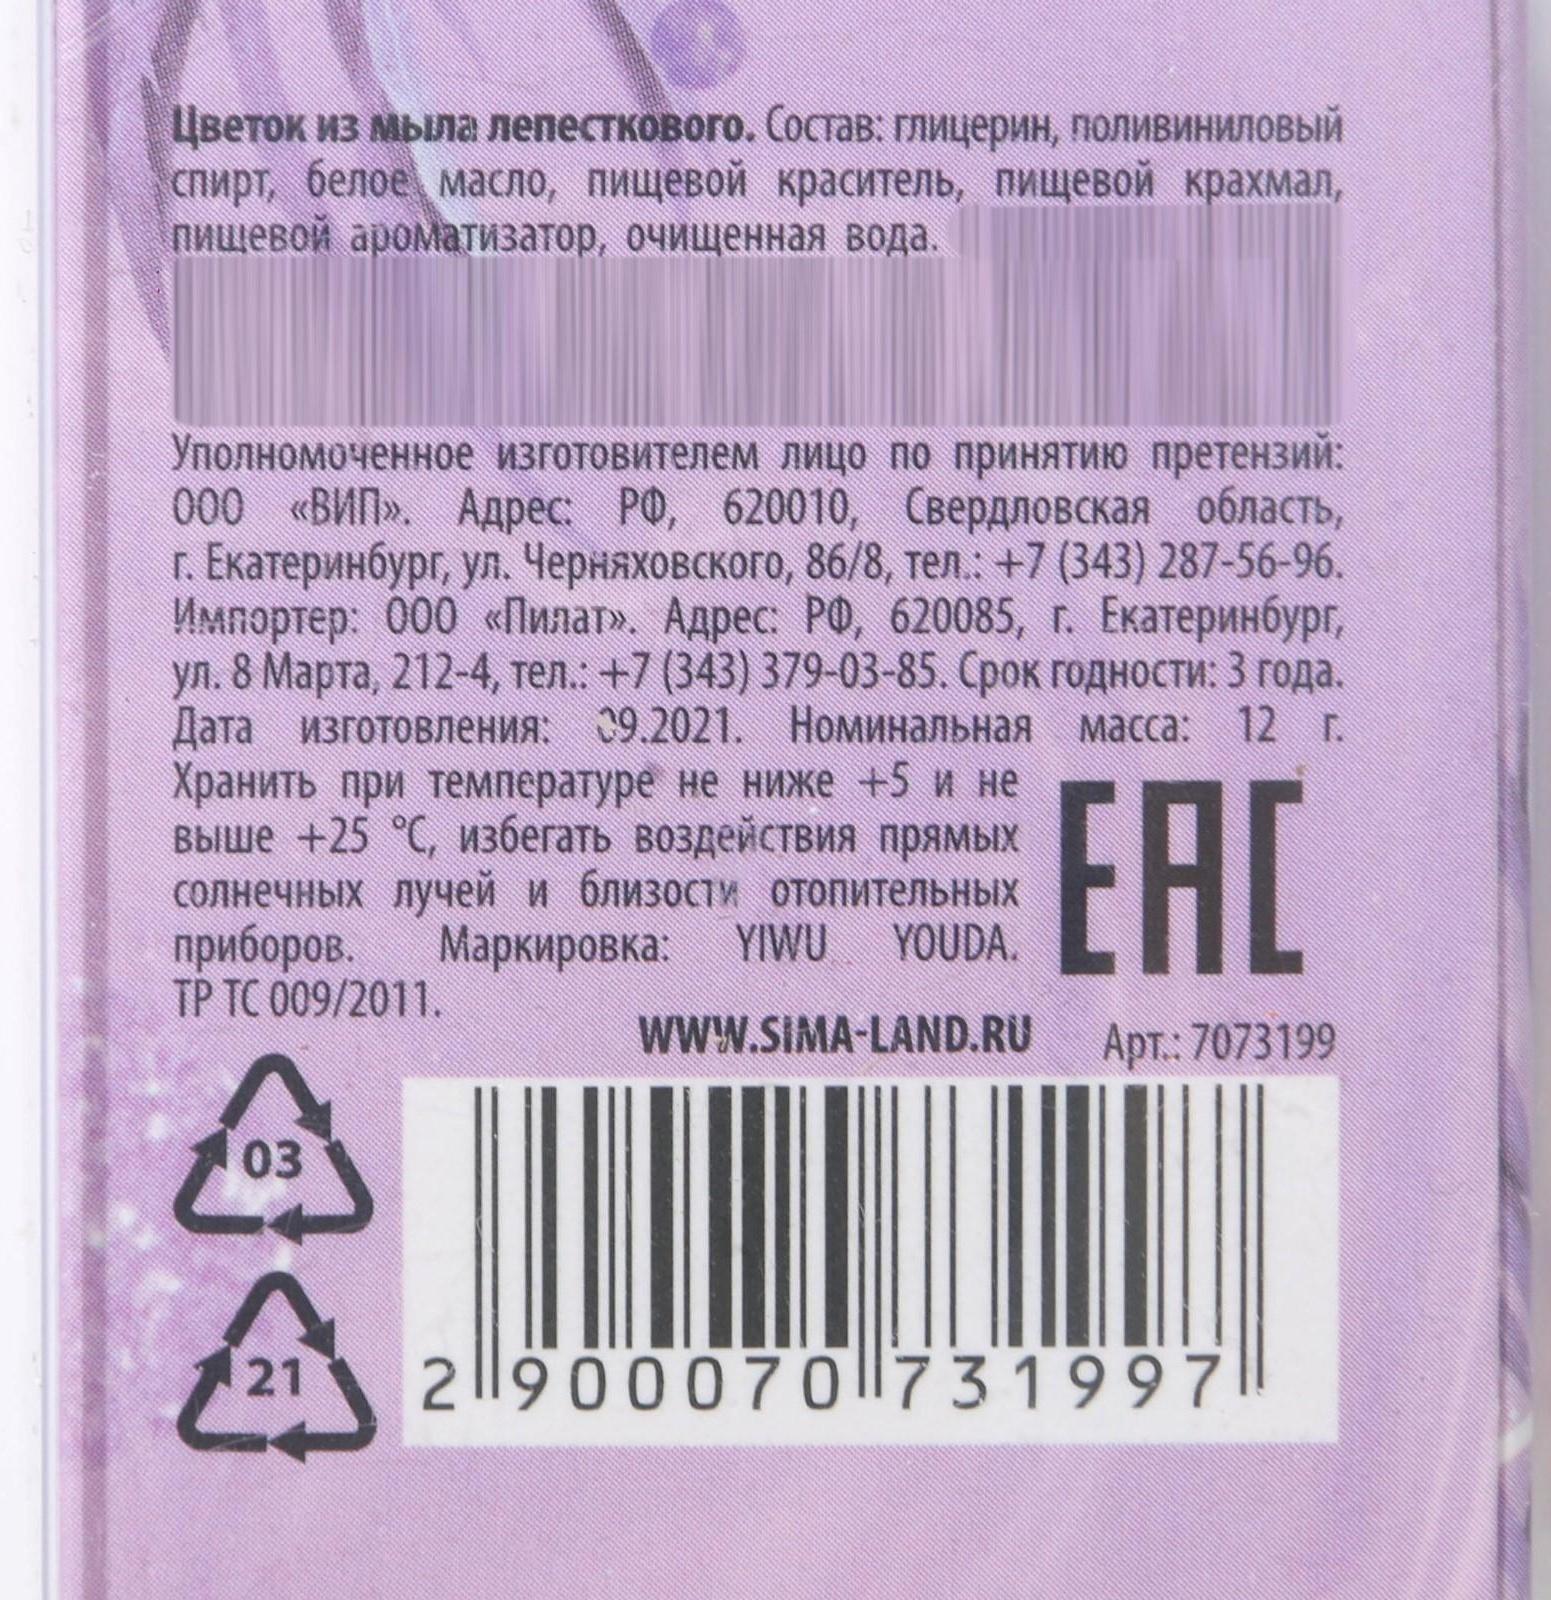 Цветок из мыла лепесткового. Состав: глицерин, поливиниловый
спирт, белое масло, пищевой краситель, пищевой крахмал,
пищевой ароматизатор, очищенная вода.
Уполномоченное изготовителем лицо по принятию претензий:
ООО «ВИП». Адрес: РФ, 620010, Свердловская область,
г. Екатеринбург, ул. Черняховского, 86/8, тел.: +7 (343) 287-56-96.
Импортер: ООО «Пилат». Адрес: РФ, 620085, г. Екатеринбург,
ул. 8 Марта, 212-4, тел.: +7 (343) 379-03-85. Срок годности: 3 года.
Дата изготовления: 09.2021. Номинальная масса: 12 г.
Хранить при температуре не ниже +5 и не
выше +25 °С, избегать воздействия прямых
солнечных лучей и близости отопительных
приборов. Маркировка: YIWU YOUDA.
ТР ТС 009/2011.
EAC
WWW.SIMA-LAND.RU Арт.: 7073199
03
21
2 900070 731997